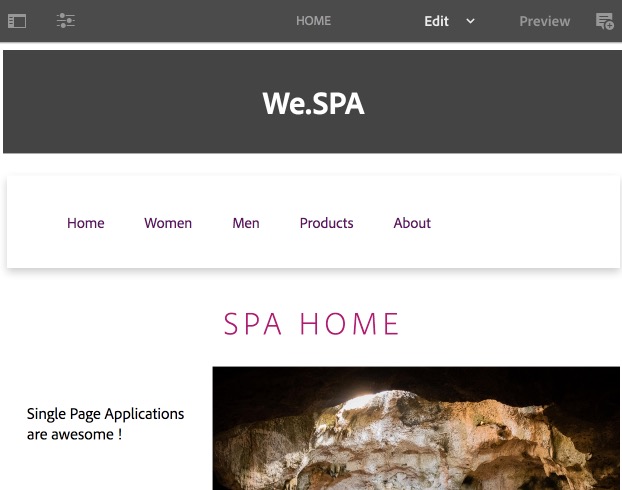 HOME Edit Preview
We.SPA
Home Women Men Products About
SPA HOME
Single Page Applications
are awesome !